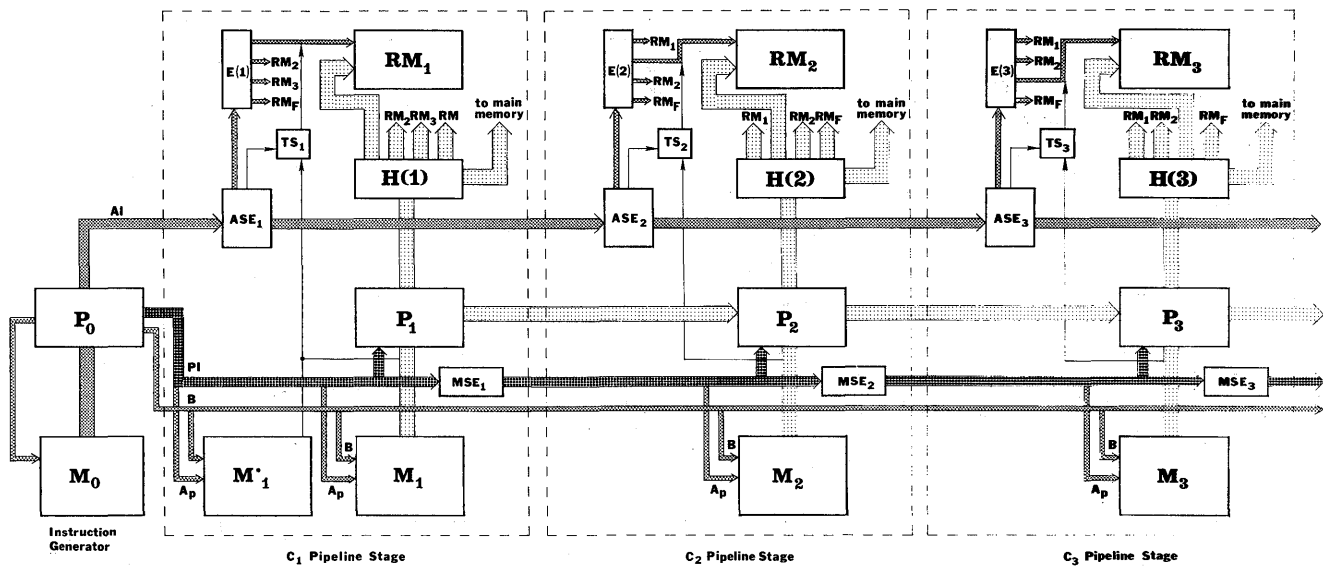 E(1)
RM2
RM3
RMF
RM1
TS1
RM2 RM3 RM
to main memory
H(1)
ASE1
AI
P0
P1
PI
MSE1
B
M0
M'1
AP
B
M1
AP
Instruction
Generator
C1 Pipeline Stage
E(2)
RM1
RM2
RMF
RM2
TS2
RM1
RM2 RMF
to main
memory
H(2)
ASE2
P2
MSE2
B
AP
M2
C2 Pipeline Stage
E(3)
RM1
RM2
RMF
RM3
TS3
RM1 RM2
RMF
to main
memory
H(3)
ASE3
P3
MSE3
B
AP
M3
C3 Pipeline Stage